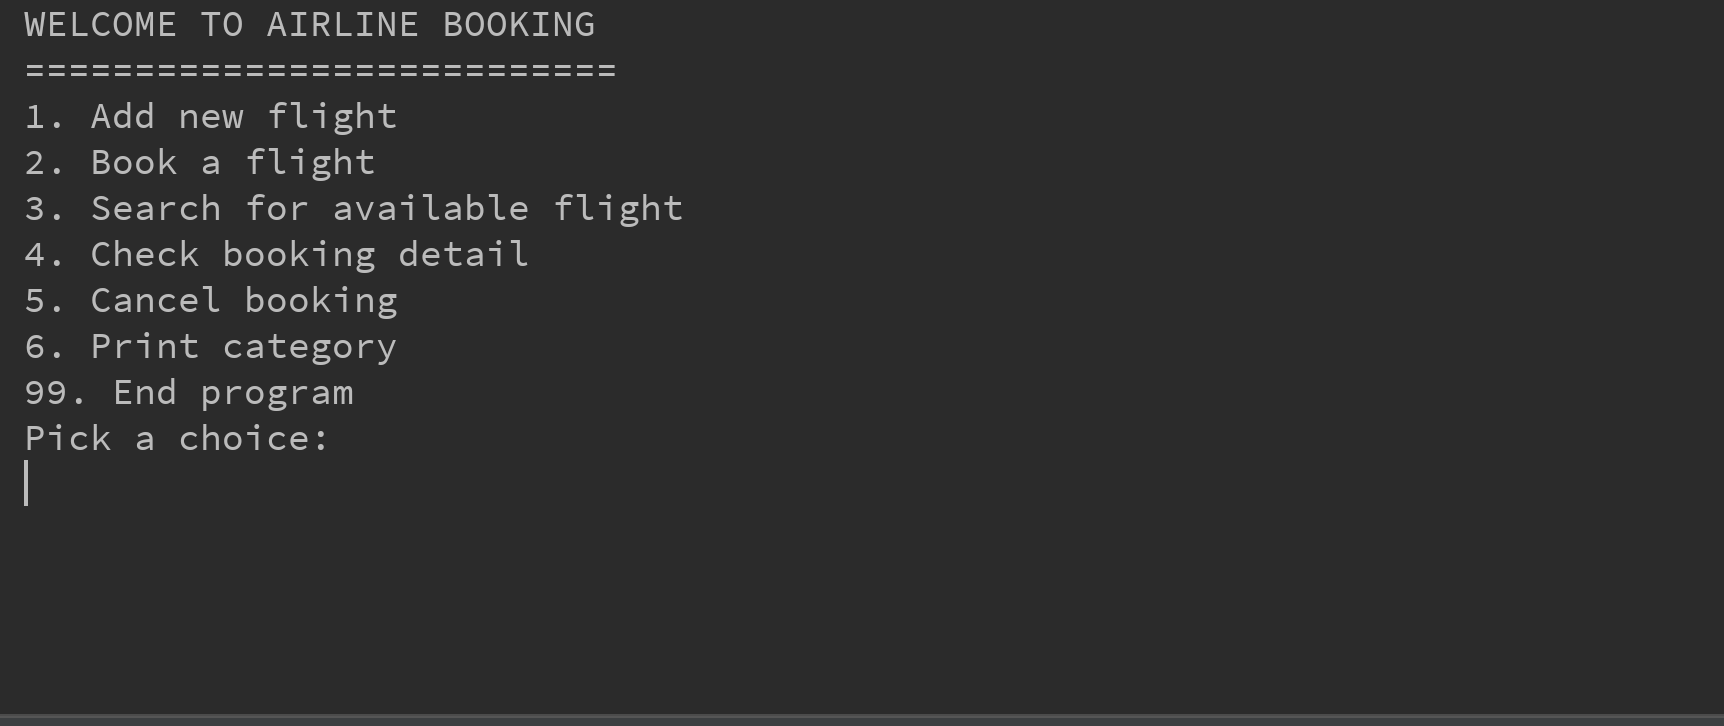 WELCOME TO AIRLINE BOOKING
===========================
1. Add new flight
2. Book a flight
3. Search for available flight
4. Check booking detail
5. Cancel booking
6. Print category
99. End program
Pick a choice: